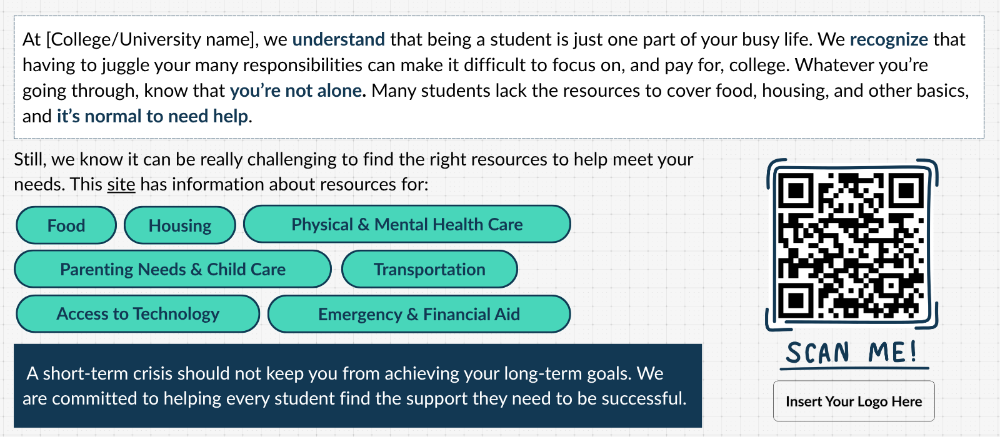 At [College/University name], we understand that being a student is just one part of your busy life. We recognize that
having to juggle your many responsibilities can make it difficult to focus on, and pay for, college. Whatever you’re
going through, know that you’re not alone. Many students lack the resources to cover food, housing, and other basics,
and it’s normal to need help.
Still, we know it can be really challenging to find the right resources to help meet your
needs. This site has information about resources for:
Food
Housing
Physical & Mental Health Care
Parenting Needs & Child Care
Transportation
Access to Technology
Emergency & Financial Aid
A short-term crisis should not keep you from achieving your long-term goals. We
are committed to helping every student find the support they need to be successful.
SCAN ME!
Insert Your Logo Here